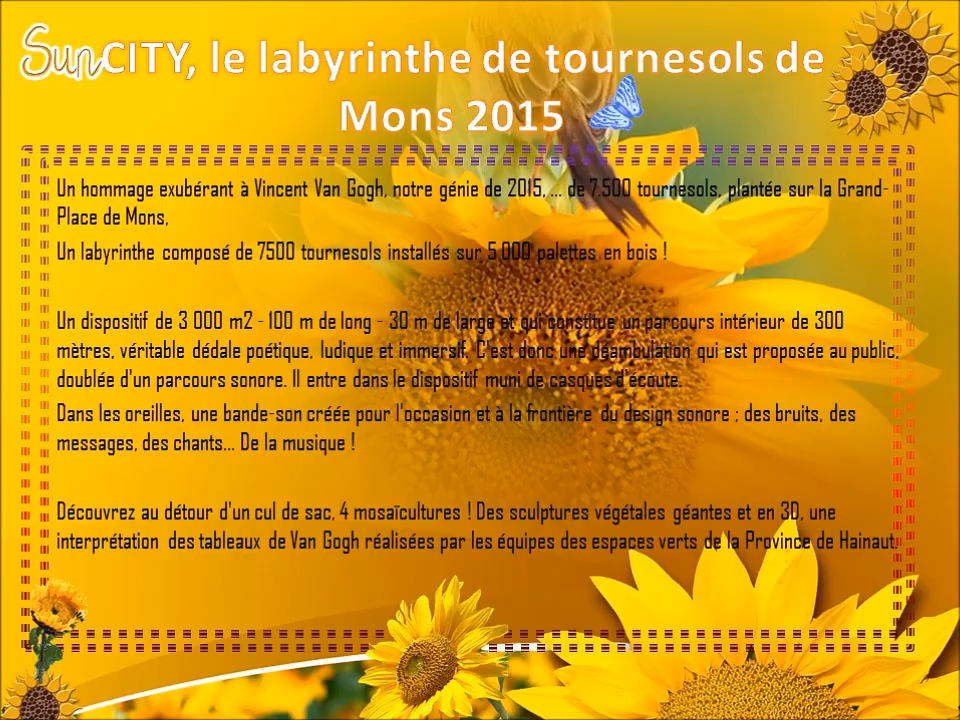 SunCITY, le labyrinthe de tournesols de
Mons 2015
Un hommage exubérant à Vincent Van Gogh, notre génie de 2015, ... de 7.500 tournesols, plantée sur la Grand-
Place de Mons,
Un labyrinthe composé de 7500 tournesols installés sur 5 000 palettes en bois !
Un dispositif de 3 000 m2 - 100 m de long - 30 m de large et qui constitue un parcours intérieur de 300
mètres, véritable dédale poétique, ludique et immersif. C'est donc une déambulation qui est proposée au public,
doublée d'un parcours sonore. Il entre dans le dispositif muni de casques d'écoute.
Dans les oreilles, une bande-son créée pour l'occasion et à la frontière du design sonore ; des bruits, des
messages, des chants... De la musique !
Découvrez au détour d'un cul de sac, 4 mosaïcultures ! Des sculptures végétales géantes et en 3D, une
interprétation des tableaux de Van Gogh réalisées par les équipes des espaces verts de la Province de Hainaut.